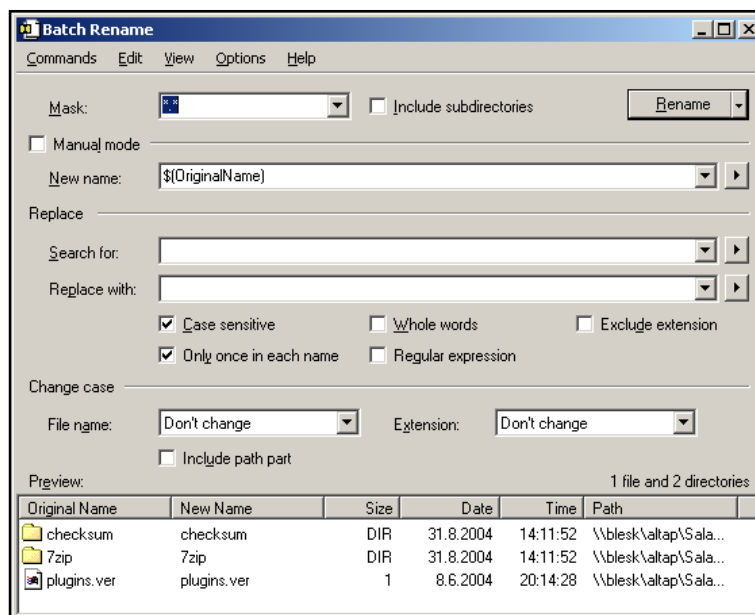 Batch Rename
Commands Edit View Options Help
Mask: *.* Include subdirectories Rename
Manual mode
New name: $(OriginalName)
Replace
Search for:
Replace with:
Case sensitive Whole words Exclude extension
Only once in each name Regular expression
Change case
File name: Don't change Extension: Don't change
Include path part
Preview: 1 file and 2 directories
Original Name New Name Size Date Time Path
checksum checksum DIR 31.8.2004 14:11:52 \\blesk\altap\Sala...
7zip 7zip DIR 31.8.2004 14:11:52 \\blesk\altap\Sala...
plugins.ver plugins.ver 1 8.6.2004 20:14:28 \\blesk\altap\Sala...